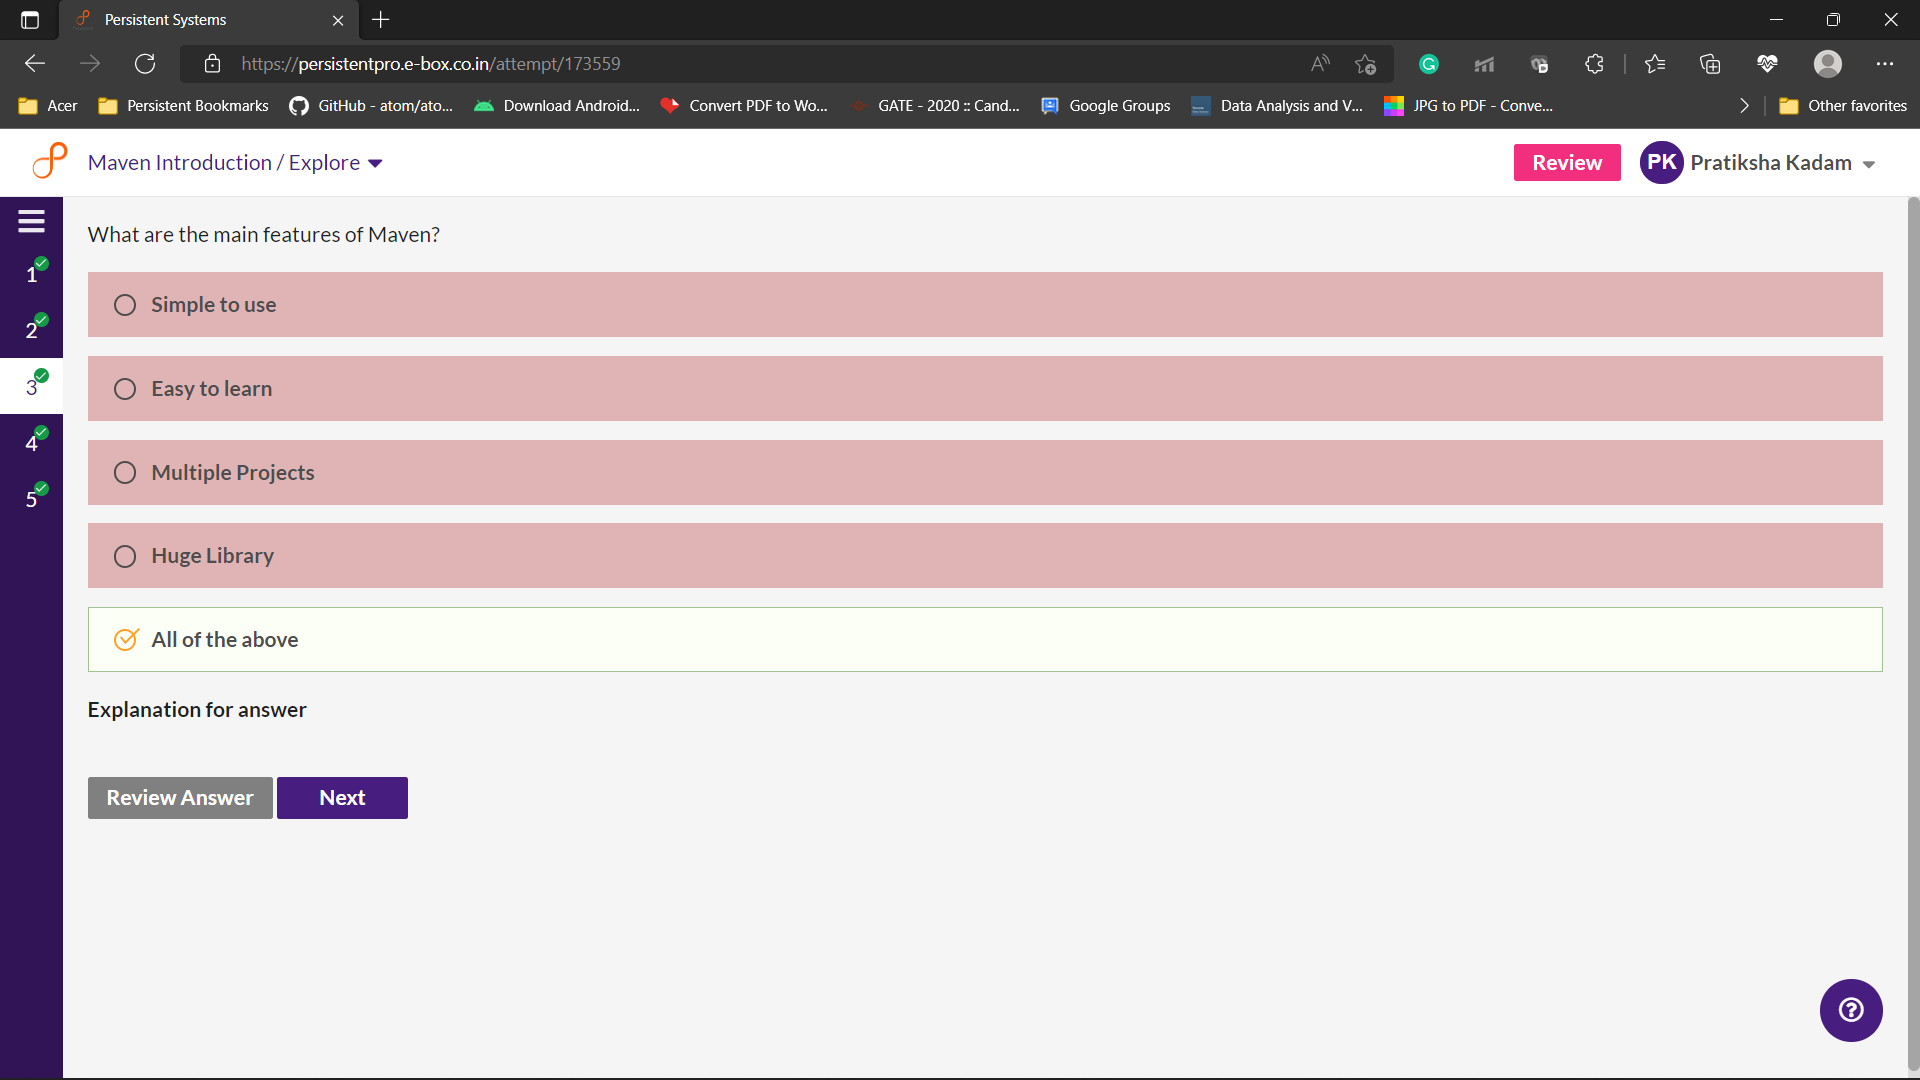 Persistent Systems
https://persistentpro.e-box.co.in/attempt/173559
Acer
Persistent Bookmarks
GitHub - atom/ato...
Download Android...
Convert PDF to Wo...
GATE - 2020 :: Cand...
Google Groups
Data Analysis and V...
JPG to PDF - Conve...
Other favorites
Maven Introduction / Explore
Review
PK Pratiksha Kadam
What are the main features of Maven?
1
2
3
4
5
Simple to use
Easy to learn
Multiple Projects
Huge Library
All of the above
Explanation for answer
Review Answer
Next